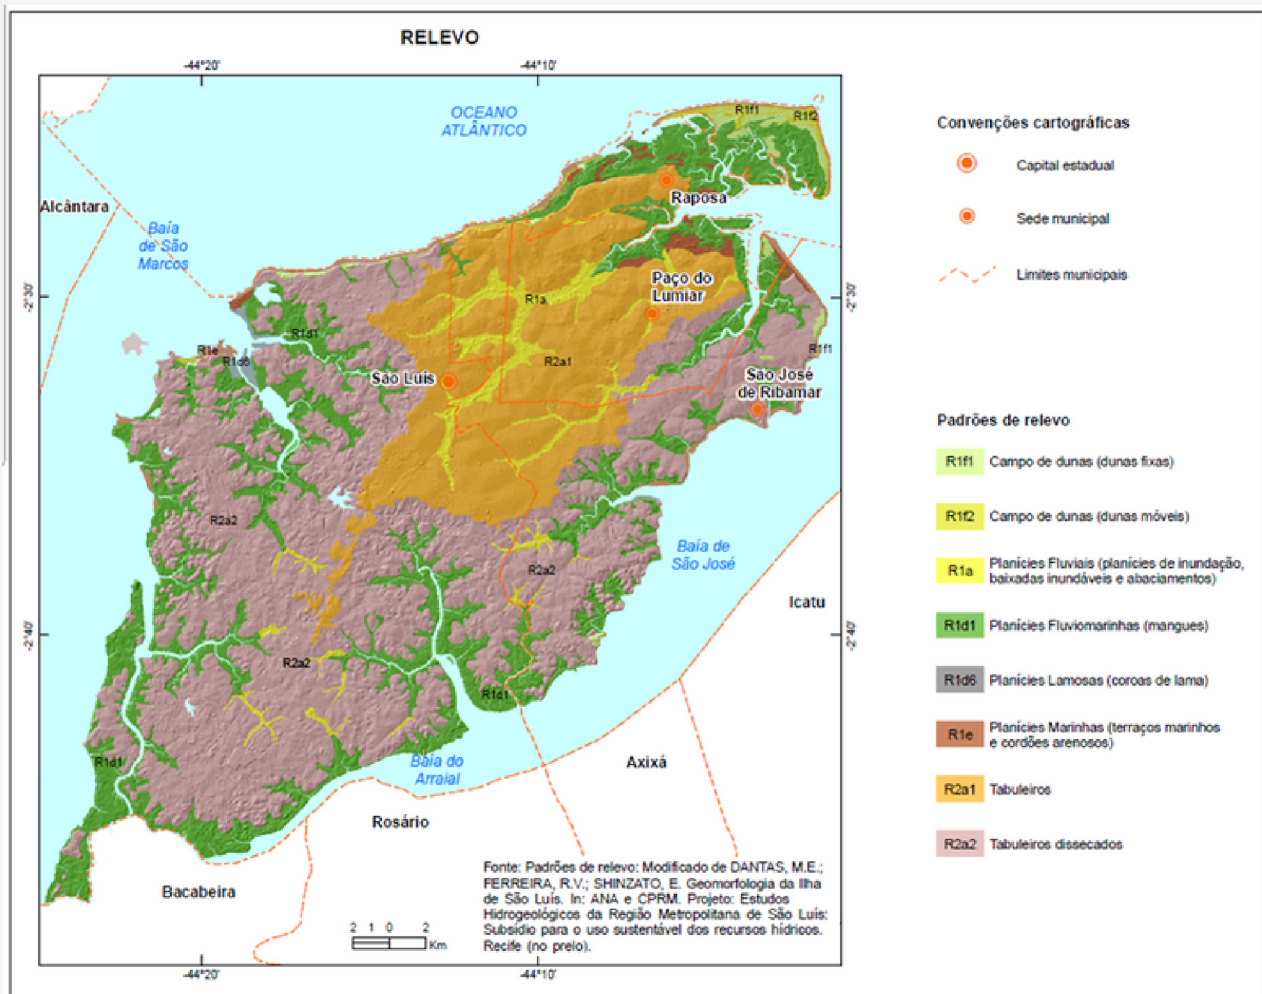 RELEVO
-44°20'
-44°10'
OCEANO
ATLÂNTICO
R1f1
R1f2
Raposa
Alcântara
Baía
de São
Marcos
-2°30'
-2°30'
Paço do
Lumiar
R1a
R1d1
R1e
R1d6
R2a1
R1f1
São Luís
São José
de Ribamar
R2a2
R2a2
Baía de
São José
Icatu
-2°40'
-2°40'
R2a2
R1d1
R1d1
Baía do
Arraial
Axixá
Rosário
Bacabeira
2 1 0 2
Km
Fonte: Padrões de relevo: Modificado de DANTAS, M.E.;
FERREIRA, R.V.; SHINZATO, E. Geomorfologia da Ilha
de São Luís. In: ANA e CPRM. Projeto: Estudos
Hidrogeológicos da Região Metropolitana de São Luís:
Subsídio para o uso sustentável dos recursos hídricos.
Recife (no prelo).
-44°20'
-44°10'
Convenções cartográficas
Capital estadual
Sede municipal
Limites municipais
Padrões de relevo
R1f1 Campo de dunas (dunas fixas)
R1f2 Campo de dunas (dunas móveis)
R1a Planícies Fluviais (planícies de inundação,
baixadas inundáveis e abaciamentos)
R1d1 Planícies Fluviomarinhas (mangues)
R1d6 Planícies Lamosas (coroas de lama)
R1e Planícies Marinhas (terraços marinhos
e cordões arenosos)
R2a1 Tabuleiros
R2a2 Tabuleiros dissecados